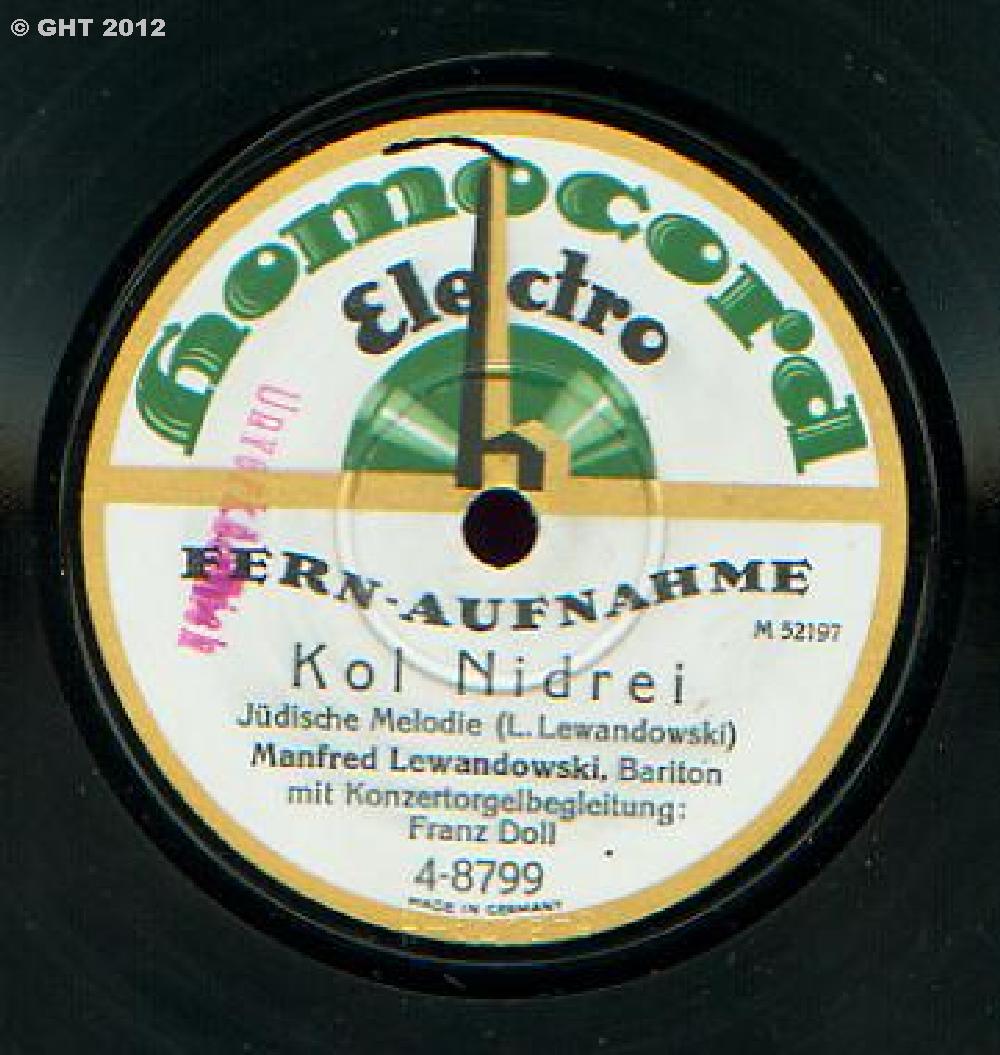 © GHT 2012
homocord
Electro
Unverkäuflich
FERN-AUFNAHME
M 52197
Kol Nidrei
Jüdische Melodie (L. Lewandowski)
Manfred Lewandowski, Bariton
mit Konzertorgelbegleitung:
Franz Doll
4-8799
MADE IN GERMANY